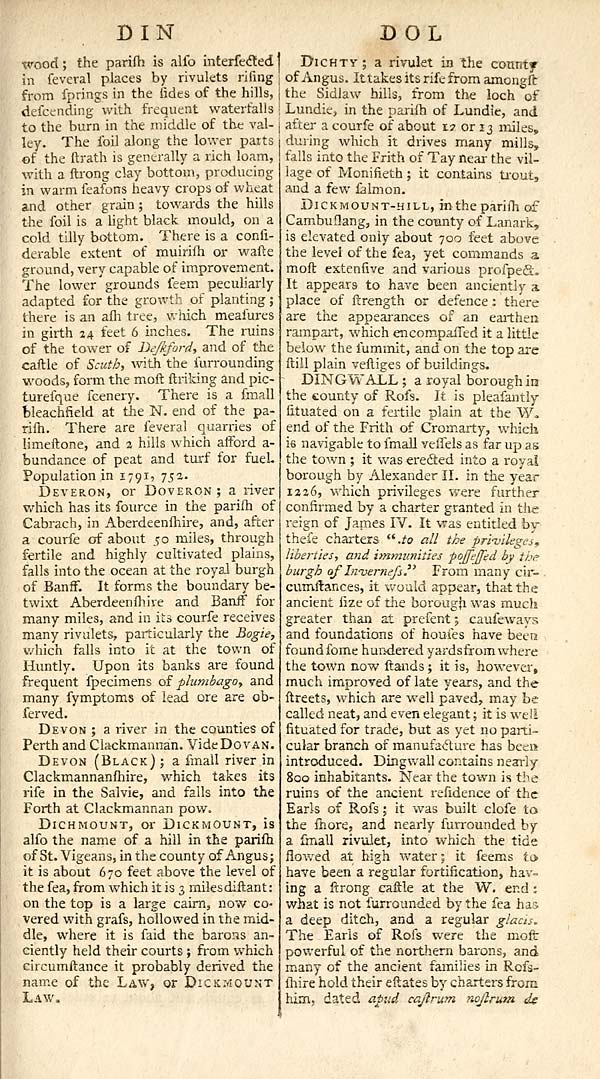 DIN DOL
wood; the pariſh is alſo interſected
in ſeveral places by rivulets riſing
from ſprings in the ſides of the hills,
deſcending with frequent waterfalls
to the burn in the middle of the val-
ley. The ſoil along the lower parts
of the ſtrath is generally a rich loam,
with a ſtrong clay bottom, producing
in warm ſeaſons heavy crops of wheat
and other grain; towards the hills
the ſoil is a light black mould, on a
cold tilly bottom. There is a conſi-
derable extent of muiriſh or waſte
ground, very capable of improvement.
The lower grounds ſeem peculiarly
adapted for the growth of planting;
there is an aſh tree, which meaſures
in girth 24 feet 6 inches. The ruins
of the tower of Deſkford, and of the
caſtle of Scuth, with the ſurrounding
woods, form the moſt ſtriking and pic-
tureſque ſcenery. There is a ſmall
bleachfield at the N. end of the pa-
riſh. There are ſeveral quarries of
limeſtone, and 2 hills which afford a-
bundance of peat and turf for fuel.
Population in 1791, 752.
DEVERON, or DOVERON; a river
which has its ſource in the pariſh of
Cabrach, in Aberdeenſhire, and, after
a courſe of about 50 miles, through
fertile and highly cultivated plains,
falls into the ocean at the royal burgh
of Banff. It forms the boundary be-
twixt Aberdeenſhire and Banff for
many miles, and in its courſe receives
many rivulets, particularly the Bogie,
which falls into it at the town of
Huntly. Upon its banks are found
frequent ſpecimens of plumbago, and
many ſymptoms of lead ore are ob-
ſerved.
DEVON; a river in the counties of
Perth and Clackmannan. Vide DOVAN.
DEVON (BLACK); a ſmall river in
Clackmannanſhire, which takes its
riſe in the Salvie, and falls into the
Forth at Clackmannan pow.
DICHMOUNT, or DICKMOUNT, is
alſo the name of a hill in the pariſh
of St. Vigeans, in the county of Angus;
it is about 670 feet above the level of
the ſea, from which it is 3 miles diſtant:
on the top is a large cairn, now co-
vered with graſs, hollowed in the mid-
dle, where it is ſaid the barons an-
ciently held their courts; from which
circumſtance it probably derived the
name of the LAW, or DICKMOUNT
LAW.
DICHTY; a rivulet in the county
of Angus. It takes its riſe from amongſt
the Sidlaw hills, from the loch of
Lundie, in the pariſh of Lundie, and
after a courſe of about 12 or 13 miles,
during which it drives many mills,
falls into the Frith of Tay near the vil-
lage of Monifieth; it contains trout,
and a few ſalmon.
DICKMOUNT-HILL, in the pariſh of
Cambuſlang, in the county of Lanark,
is elevated only about 700 feet above
the level of the ſea, yet commands a
moſt extenſive and various proſpect.
It appears to have been anciently a
place of ſtrength or defence: there
are the appearances of an earthen
rampart, which encompaſſed it a little
below the ſummit, and on the top are
ſtill plain veſtiges of buildings.
DINGWALL; a royal borough in
the county of Roſs. It is pleaſantly
ſituated on a fertile plain at the W.
end of the Frith of Cromarty, which
is navigable to ſmall veſſels as far up as
the town; it was erected into a royal
borough by Alexander II. in the year
1226, which privileges were further
confirmed by a charter granted in the
reign of James IV. It was entitled by
theſe charters "to all the privileges,
liberties, and immunities poſſeſſed by the
burgh of Inverneſs." From many cir-
cumſtances, it would appear, that the
ancient ſize of the borough was much
greater than at preſent; cauſeways
and foundations of houſes have been
found ſome hundered yards from where
the town now ſtands; it is, however,
much improved of late years, and the
ſtreets, which are well paved, may be
called neat, and even elegant; it is well
ſituated for trade, but as yet no parti-
cular branch of manufacture has been
introduced. Dingwall contains nearly
800 inhabitants. Near the town is the
ruins of the ancient reſidence of the
Earls of Roſs; it was built cloſe to
the ſhore, and nearly ſurrounded by
a ſmall rivulet, into which the tide
flowed at high water; it ſeems to
have been a regular fortification, hav-
ing a ſtrong caſtle at the W. end:
what is not ſurrounded by the ſea has
a deep ditch, and a regular glacis.
The Earls of Roſs were the moſt
powerful of the northern barons, and
many of the ancient families in Roſs-
ſhire hold their eſtates by charters from
him, dated apud caſtrum noſtrum de